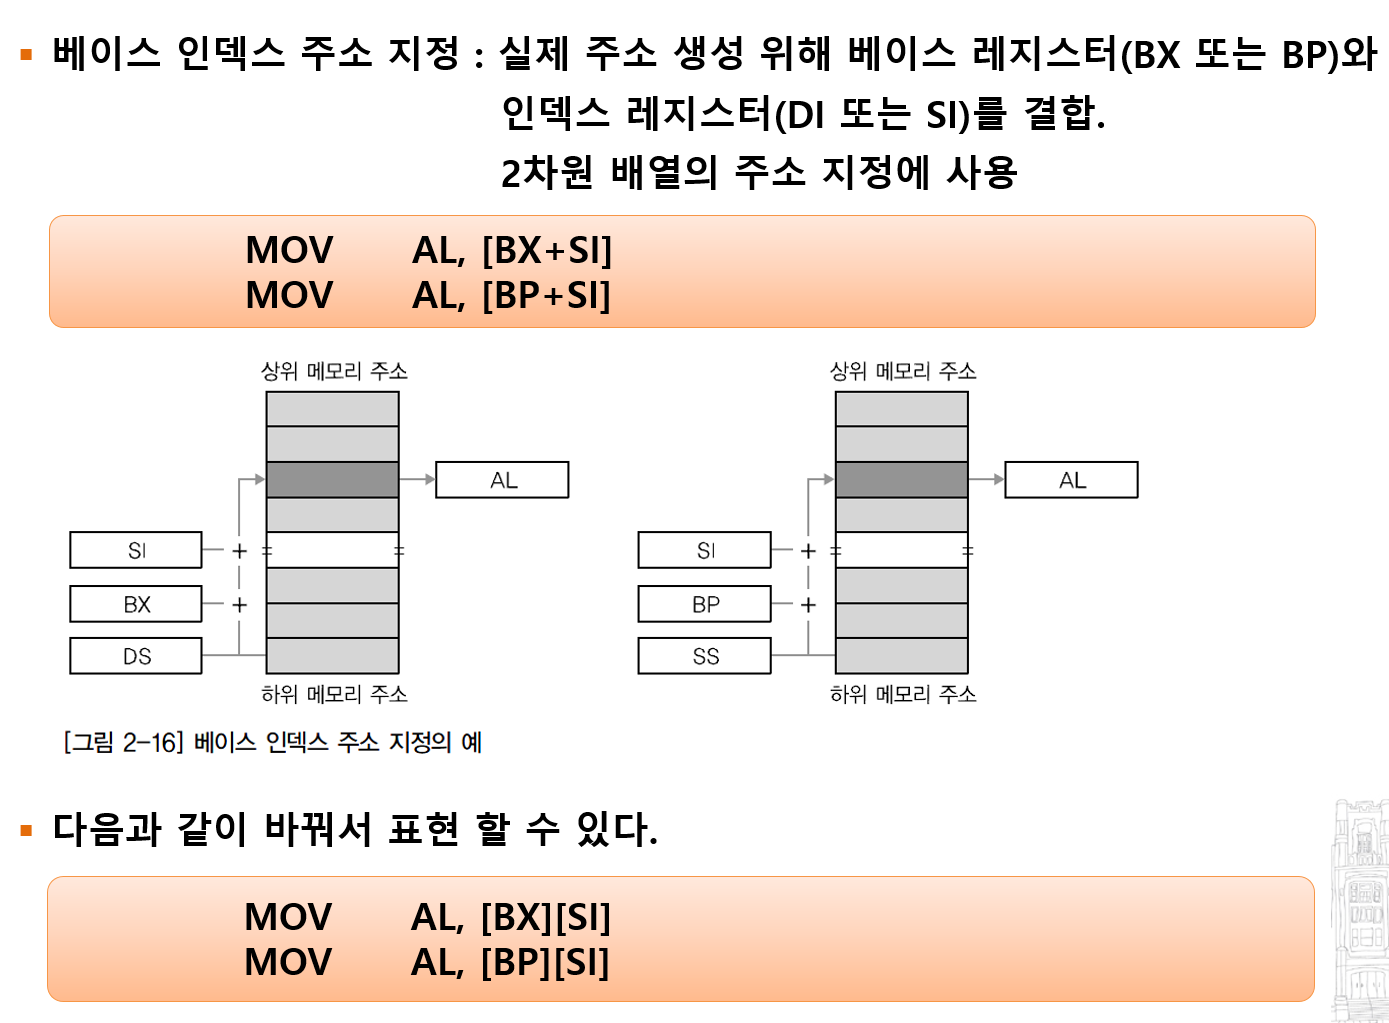 베이스 인덱스 주소 지정 : 실제 주소 생성 위해 베이스 레지스터(BX 또는 BP)와
인덱스 레지스터(DI 또는 SI)를 결합.
2차원 배열의 주소 지정에 사용
MOV AL, [BX+SI]
MOV AL, [BP+SI]
상위 메모리 주소
AL
SI
+
=
=
BX
+
DS
하위 메모리 주소
상위 메모리 주소
AL
SI
+
=
=
BP
+
SS
하위 메모리 주소
[그림 2-16] 베이스 인덱스 주소 지정의 예
다음과 같이 바꿔서 표현 할 수 있다.
MOV AL, [BX][SI]
MOV AL, [BP][SI]